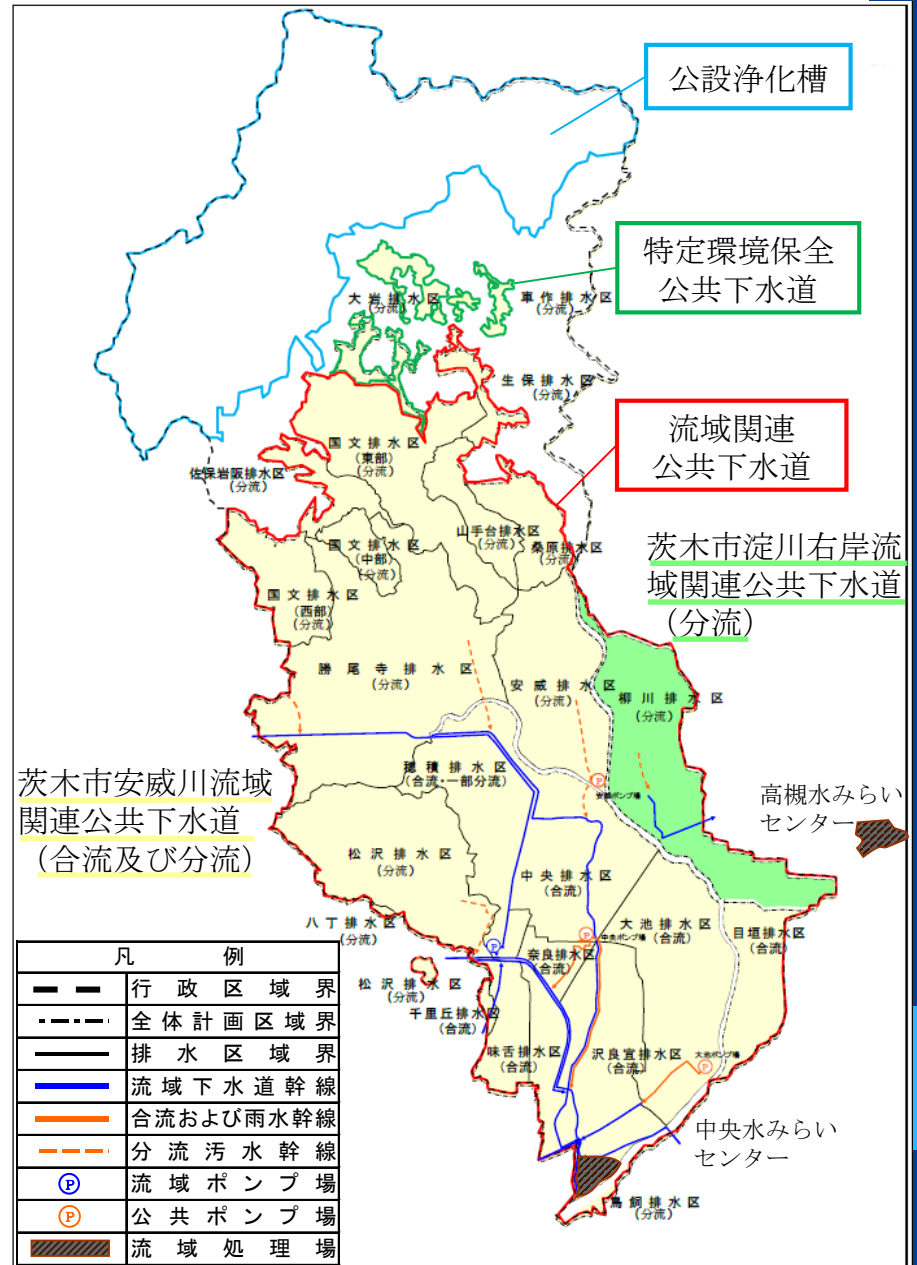 公設浄化槽
特定環境保全
公共下水道
大岩排水区
(分流)
車作排水区
(分流)
生保排水区
(分流)
流域関連
公共下水道
国文排水区
(東部)
(分流)
佐保岩阪排水区
(分流)
山手台排水区
(分流)
桑原排水区
(分流)
国文排水区
(中部)
(分流)
国文排水区
(西部)
(分流)
茨木市淀川右岸流
域関連公共下水道
(分流)
勝尾寺排水区
(分流)
安威排水区
(分流)
柳川排水区
(分流)
穂積排水区
(合流・一部分流)
安威ポンプ場
茨木市安威川流域
関連公共下水道
(合流及び分流)
高槻水みらい
センター
松沢排水区
(分流)
中央排水区
(合流)
八丁排水区
(分流)
大池排水区
(合流)
中央ポンプ場
目垣排水区
(合流)
奈良排水区
(合流)
松沢排水区
(分流)
千里丘排水区
(合流)
味舌排水区
(合流)
沢良宜排水区
(合流)
大池ポンプ場
中央水みらい
センター
鳥飼排水区
(分流)
凡例
行政区域界
全体計画区域界
排水区域界
流域下水道幹線
合流および雨水幹線
分流汚水幹線
P 流域ポンプ場
P 公共ポンプ場
流域処理場
P
P
P
P